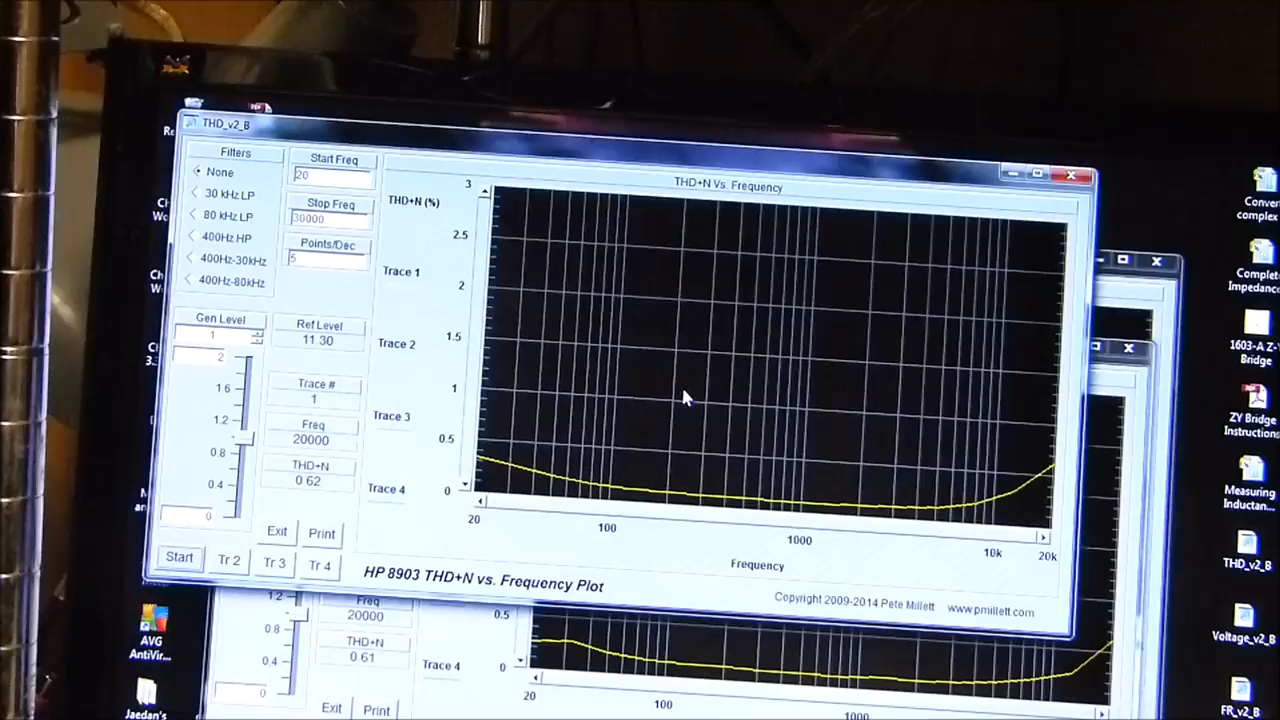 THD_v2_B
Filters
None
30 kHz LP
80 kHz LP
400Hz HP
400Hz-30kHz
400Hz-80kHz
Start Freq
20
Stop Freq
30000
Points/Dec
5
Gen Level
1
2
1.6
1.2
0.8
0.4
0
Ref Level
11.30
Trace #
1
Freq
20000
THD+N
0.62
Exit
Print
Start
Tr 2
Tr 3
Tr 4
THD+N Vs. Frequency
THD+N (%)
Trace 1
Trace 2
Trace 3
Trace 4
3
2.5
2
1.5
1
0.5
0
20
100
1000
10k
20k
Frequency
HP 8903 THD+N vs. Frequency Plot
Copyright 2009-2014 Pete Millett www.pmillett.com
1.2
0.8
0.4
0
Freq
20000
THD+N
0.61
Exit
Print
Trace 4
0.5
0
20
100
1000
AVG
AntiVir...
Jaedan's
Conver
complex
Complet
Impedanc
1603-A Z-Y
Bridge
ZY Bridge
Instructions
Measuring
Inductan...
THD_v2_B
Voltage_v2_B
FR_v2_B